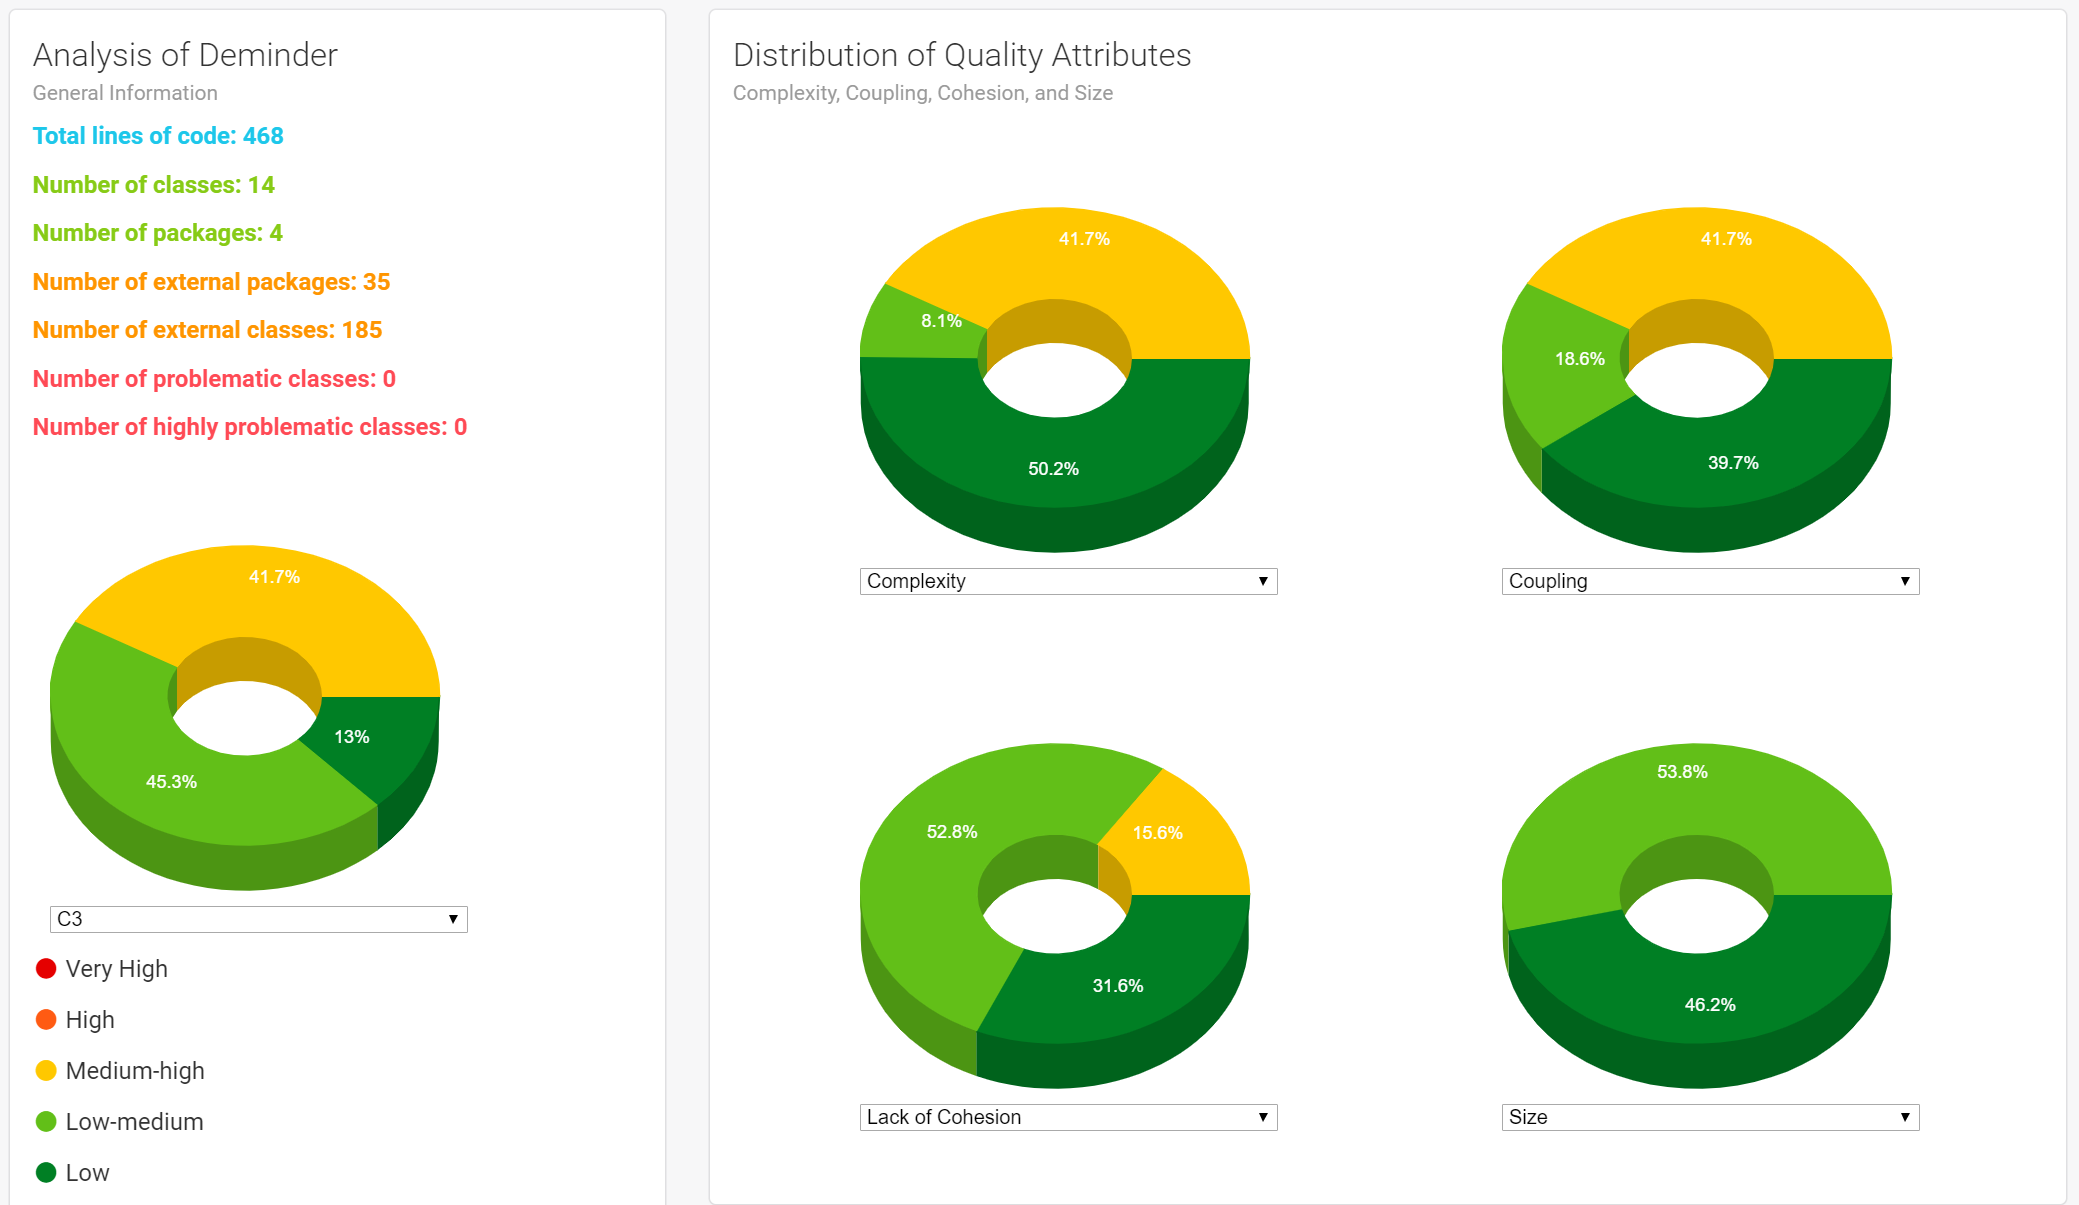 Analysis of Deminder
General Information
Total lines of code: 468
Number of classes: 14
Number of packages: 4
Number of external packages: 35
Number of external classes: 185
Number of problematic classes: 0
Number of highly problematic classes: 0
41.7%
13%
45.3%
C3
Very High
High
Medium-high
Low-medium
Low
Distribution of Quality Attributes
Complexity, Coupling, Cohesion, and Size
41.7%
8.1%
50.2%
Complexity
41.7%
18.6%
39.7%
Coupling
52.8%
15.6%
31.6%
Lack of Cohesion
53.8%
46.2%
Size